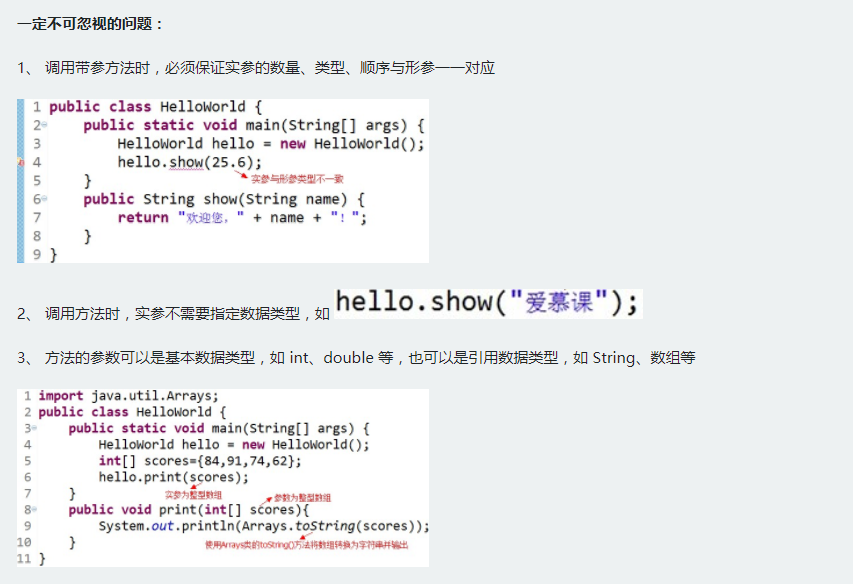 一定不可忽视的问题：
1、 调用带参方法时，必须保证实参的数量、类型、顺序与形参一一对应
1 public class HelloWorld {
2 public static void main(String[] args) {
3 HelloWorld hello = new HelloWorld();
4 hello.show(25.6);
实参与形参类型不一致
5 }
6 public String show(String name) {
7 return "欢迎您，" + name + "！";
8 }
9 }
2、 调用方法时，实参不需要指定数据类型，如 hello.show("爱慕课");
3、 方法的参数可以是基本数据类型，如 int、double 等，也可以是引用数据类型，如 String、数组等
1 import java.util.Arrays;
2 public class HelloWorld {
3 public static void main(String[] args) {
4 HelloWorld hello = new HelloWorld();
5 int[] scores={84,91,74,62};
6 hello.print(scores);
7 } 实参为整型数组 参数为整型数组
8 public void print(int[] scores){
9 System.out.println(Arrays.toString(scores));
10 } 使用Arrays类的toString()方法将数组转换为字符串并输出
11 }